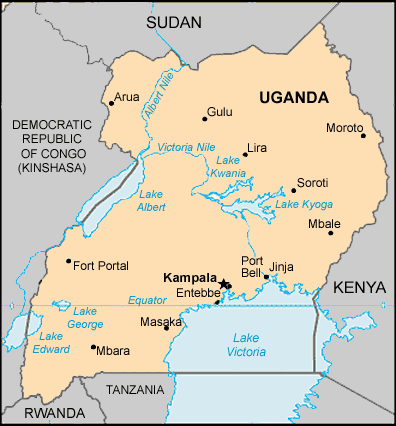 SUDAN
Arua
Albert Nile
Gulu
UGANDA
DEMOCRATIC
REPUBLIC
OF CONGO
(KINSHASA)
Moroto
Victoria Nile
Lira
Lake
Kwania
Soroti
Lake
Albert
Lake Kyoga
Mbale
Fort Portal
Kampala
Port
Bell
Jinja
Entebbe
KENYA
Equator
Lake
George
Masaka
Lake
Edward
Lake
Victoria
Mbara
TANZANIA
RWANDA